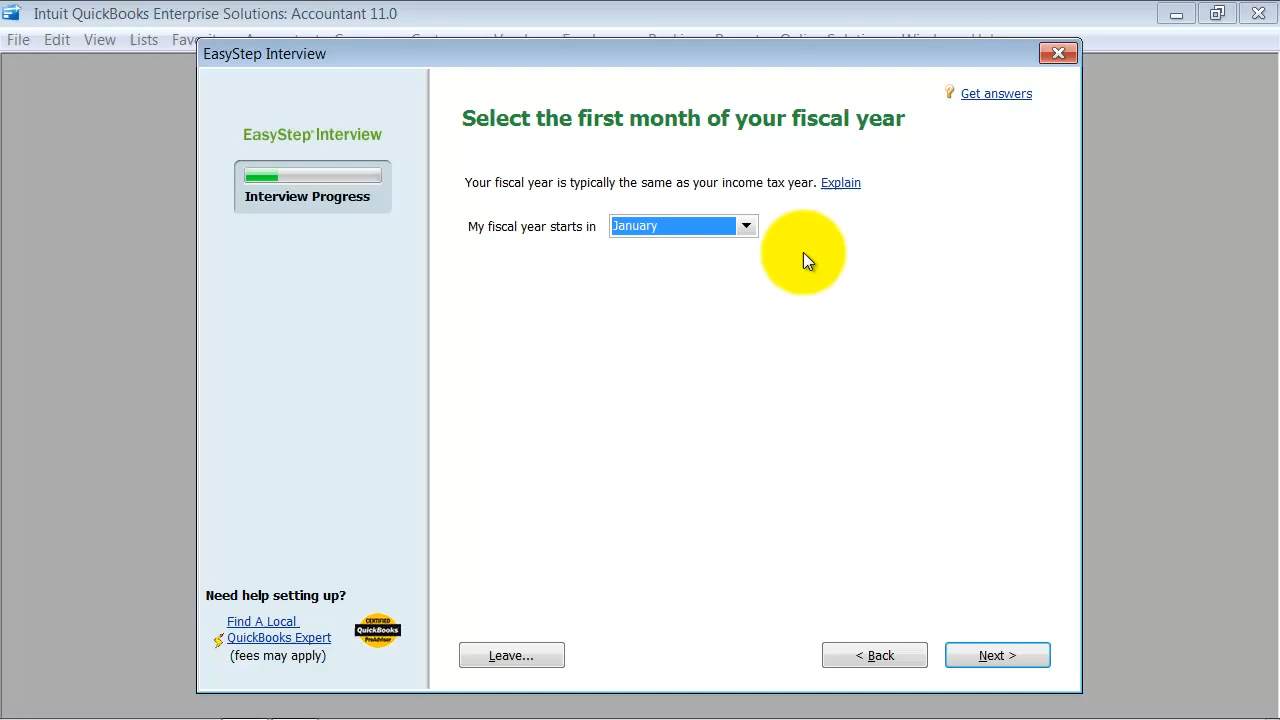 Intuit QuickBooks Enterprise Solutions: Accountant 11.0
File Edit View Lists
EasyStep Interview
Get answers
Select the first month of your fiscal year
EasyStep Interview
Interview Progress
Your fiscal year is typically the same as your income tax year. Explain
My fiscal year starts in January
Need help setting up?
Find A Local
QuickBooks Expert
(fees may apply)
CERTIFIED
QuickBooks
ProAdvisor
Leave...
< Back
Next >